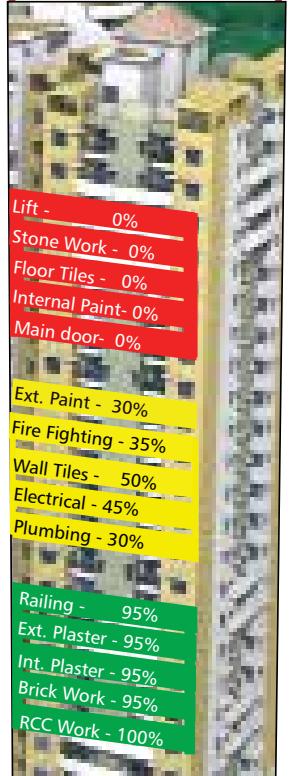 Lift - 0%
Stone Work - 0%
Floor Tiles - 0%
Internal Paint- 0%
Main door- 0%
Ext. Paint - 30%
Fire Fighting - 35%
Wall Tiles - 50%
Electrical - 45%
Plumbing - 30%
Railing - 95%
Ext. Plaster - 95%
Int. Plaster - 95%
Brick Work - 95%
RCC Work - 100%